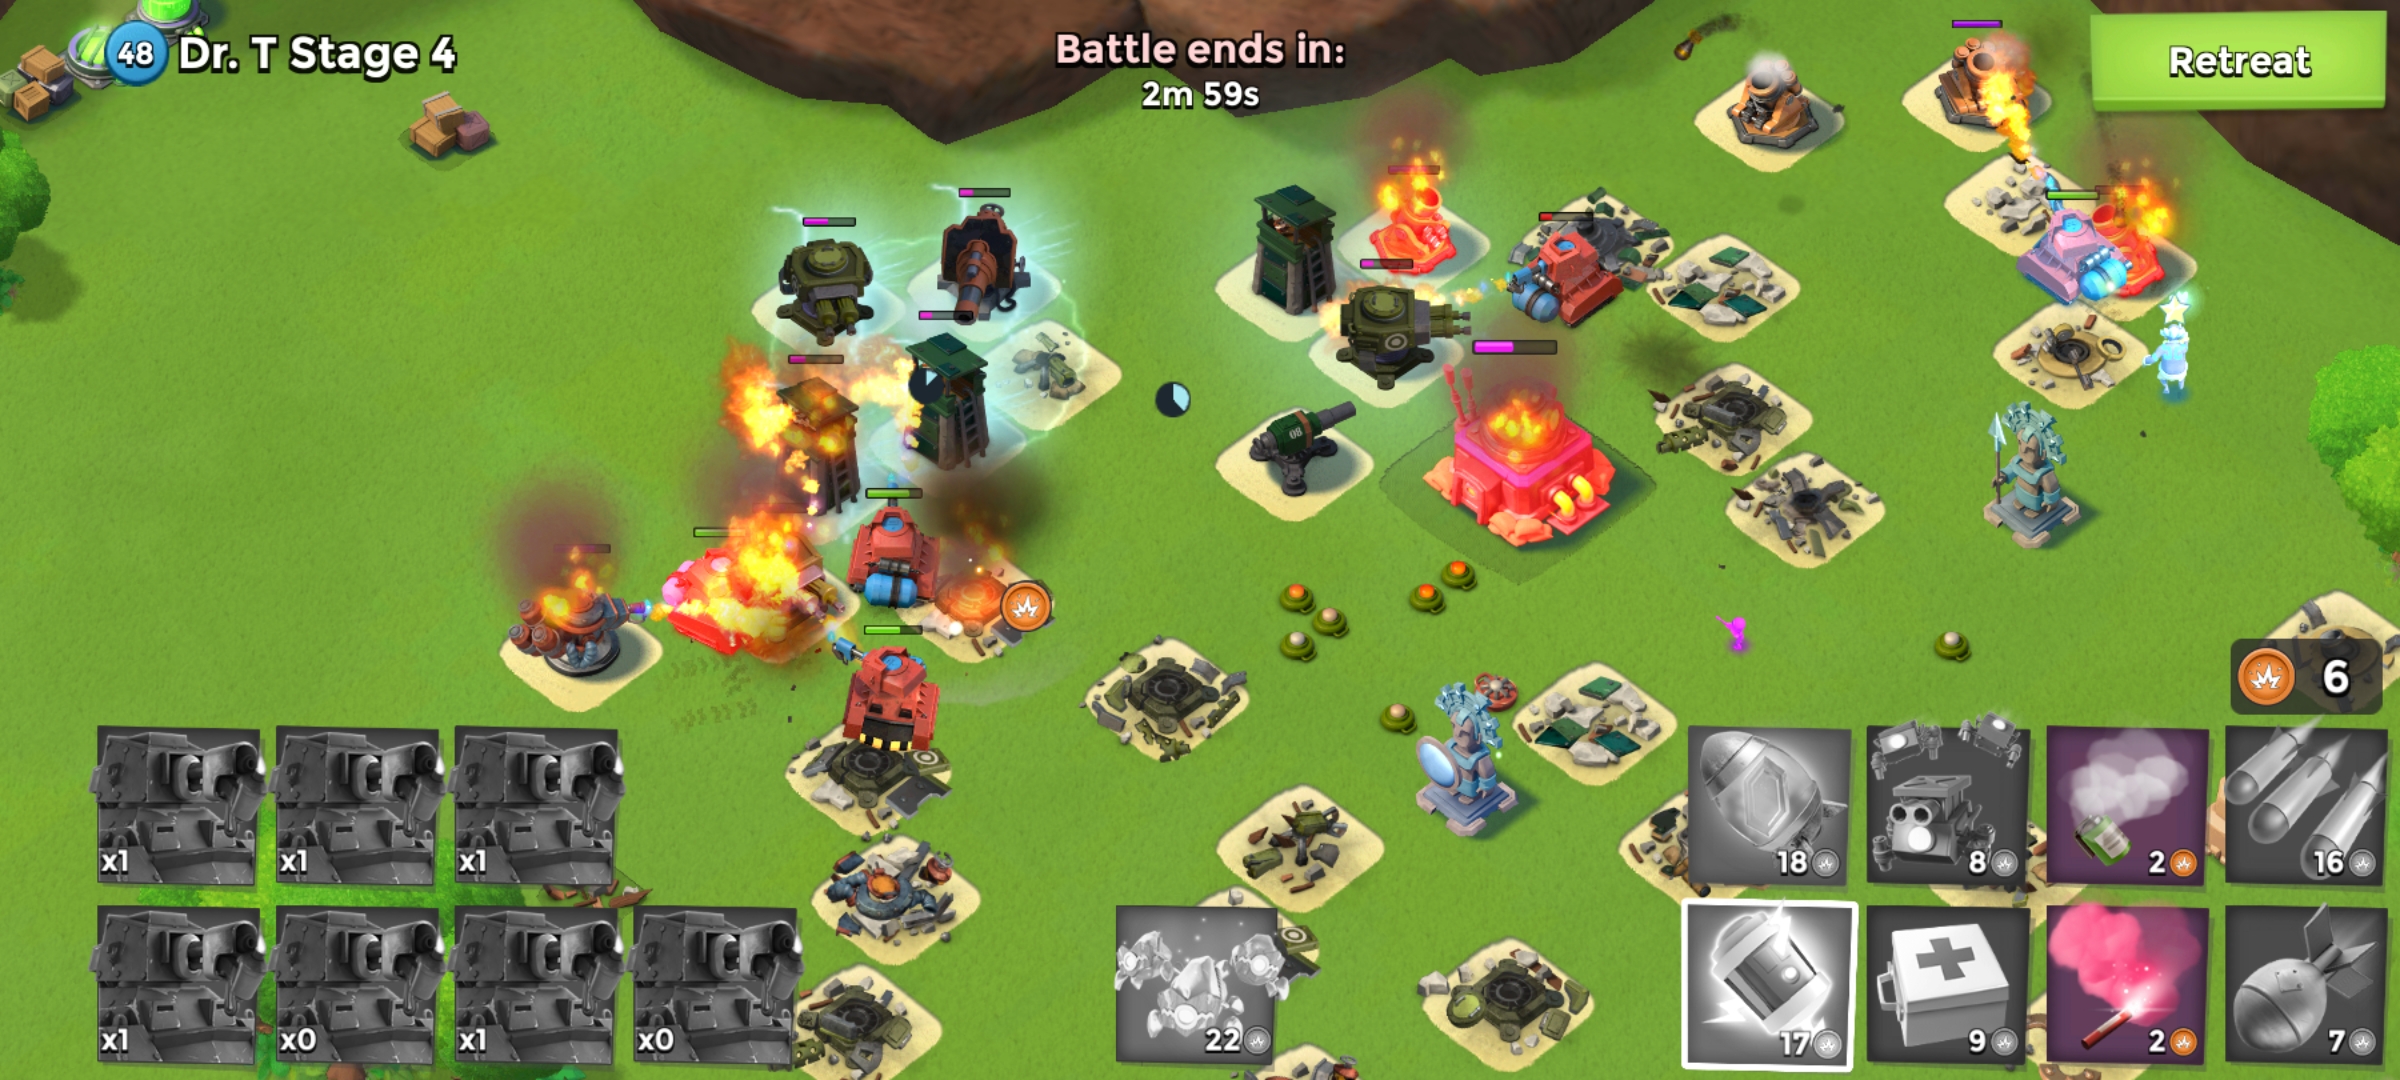 48 Dr. T Stage 4
Battle ends in:
2m 59s
Retreat
08
6
x1
x1
x1
18
8
2
16
x1
x0
x1
x0
22
17
9
2
7